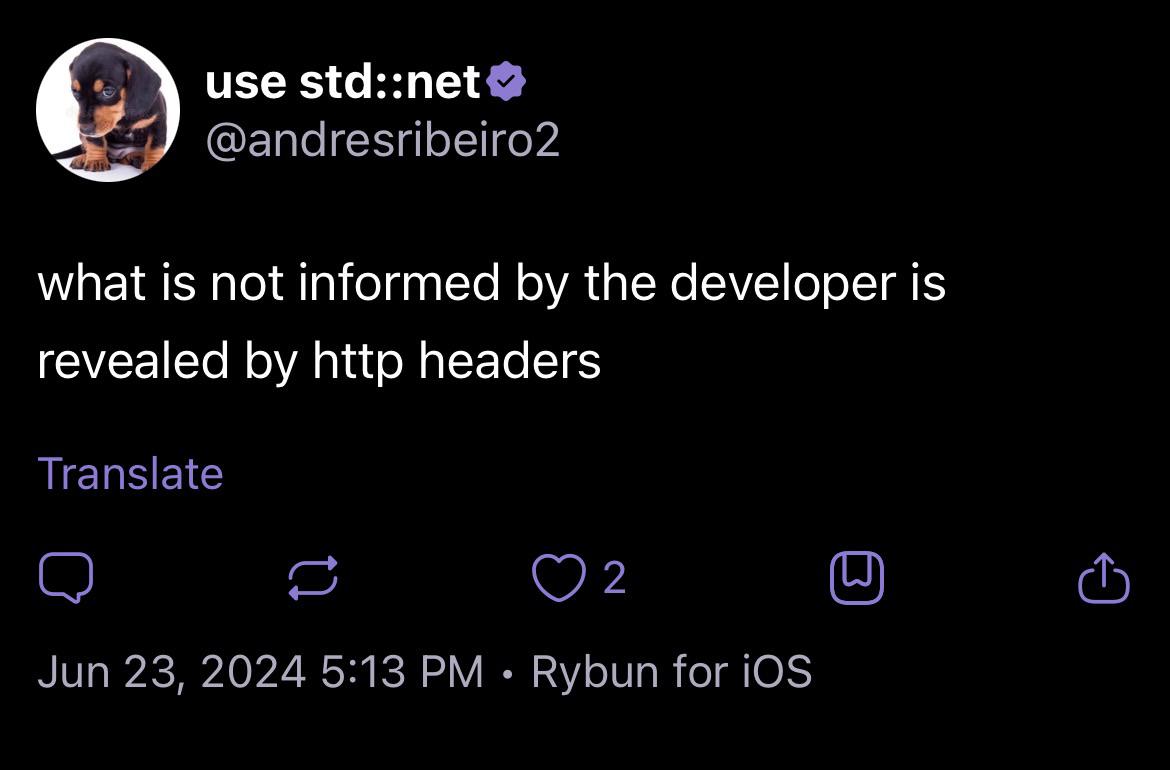 use std::net
@andresribeiro2
what is not informed by the developer is
revealed by http headers
Translate
2
Jun 23, 2024 5:13 PM • Rybun for iOS